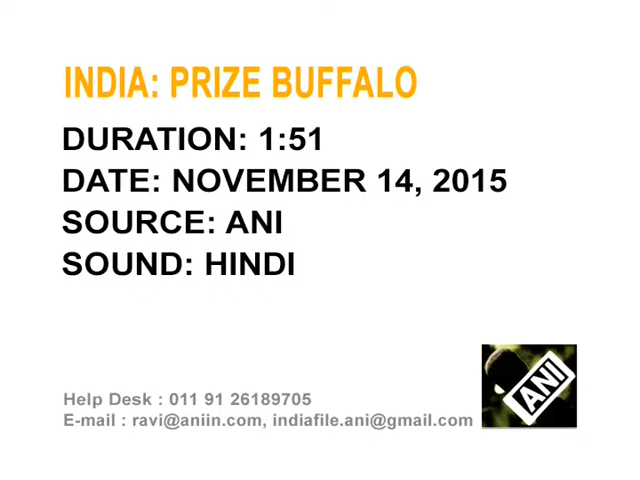 INDIA: PRIZE BUFFALO
DURATION: 1:51
DATE: NOVEMBER 14, 2015
SOURCE: ANI
SOUND: HINDI
Help Desk : 011 91 26189705
E-mail : ravi@aniin.com, indiafile.ani@gmail.com
ANI